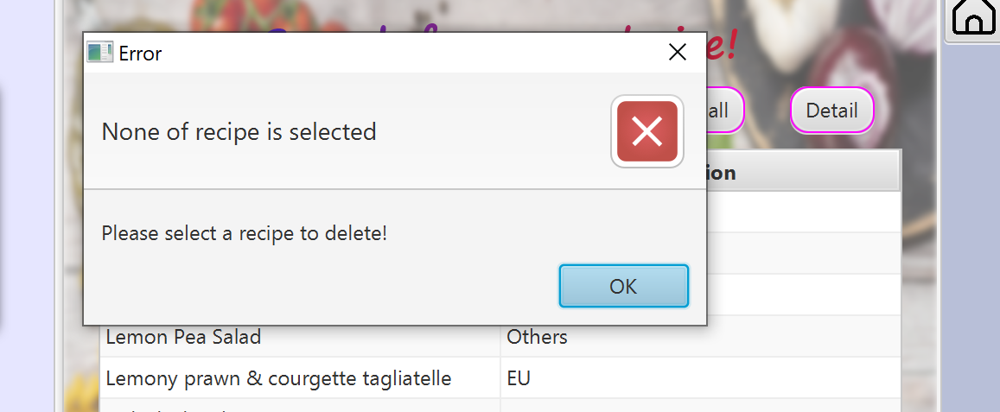 e!
Error
all
Detail
None of recipe is selected
ion
Please select a recipe to delete!
OK
Lemon Pea Salad
Others
Lemony prawn & courgette tagliatelle
EU